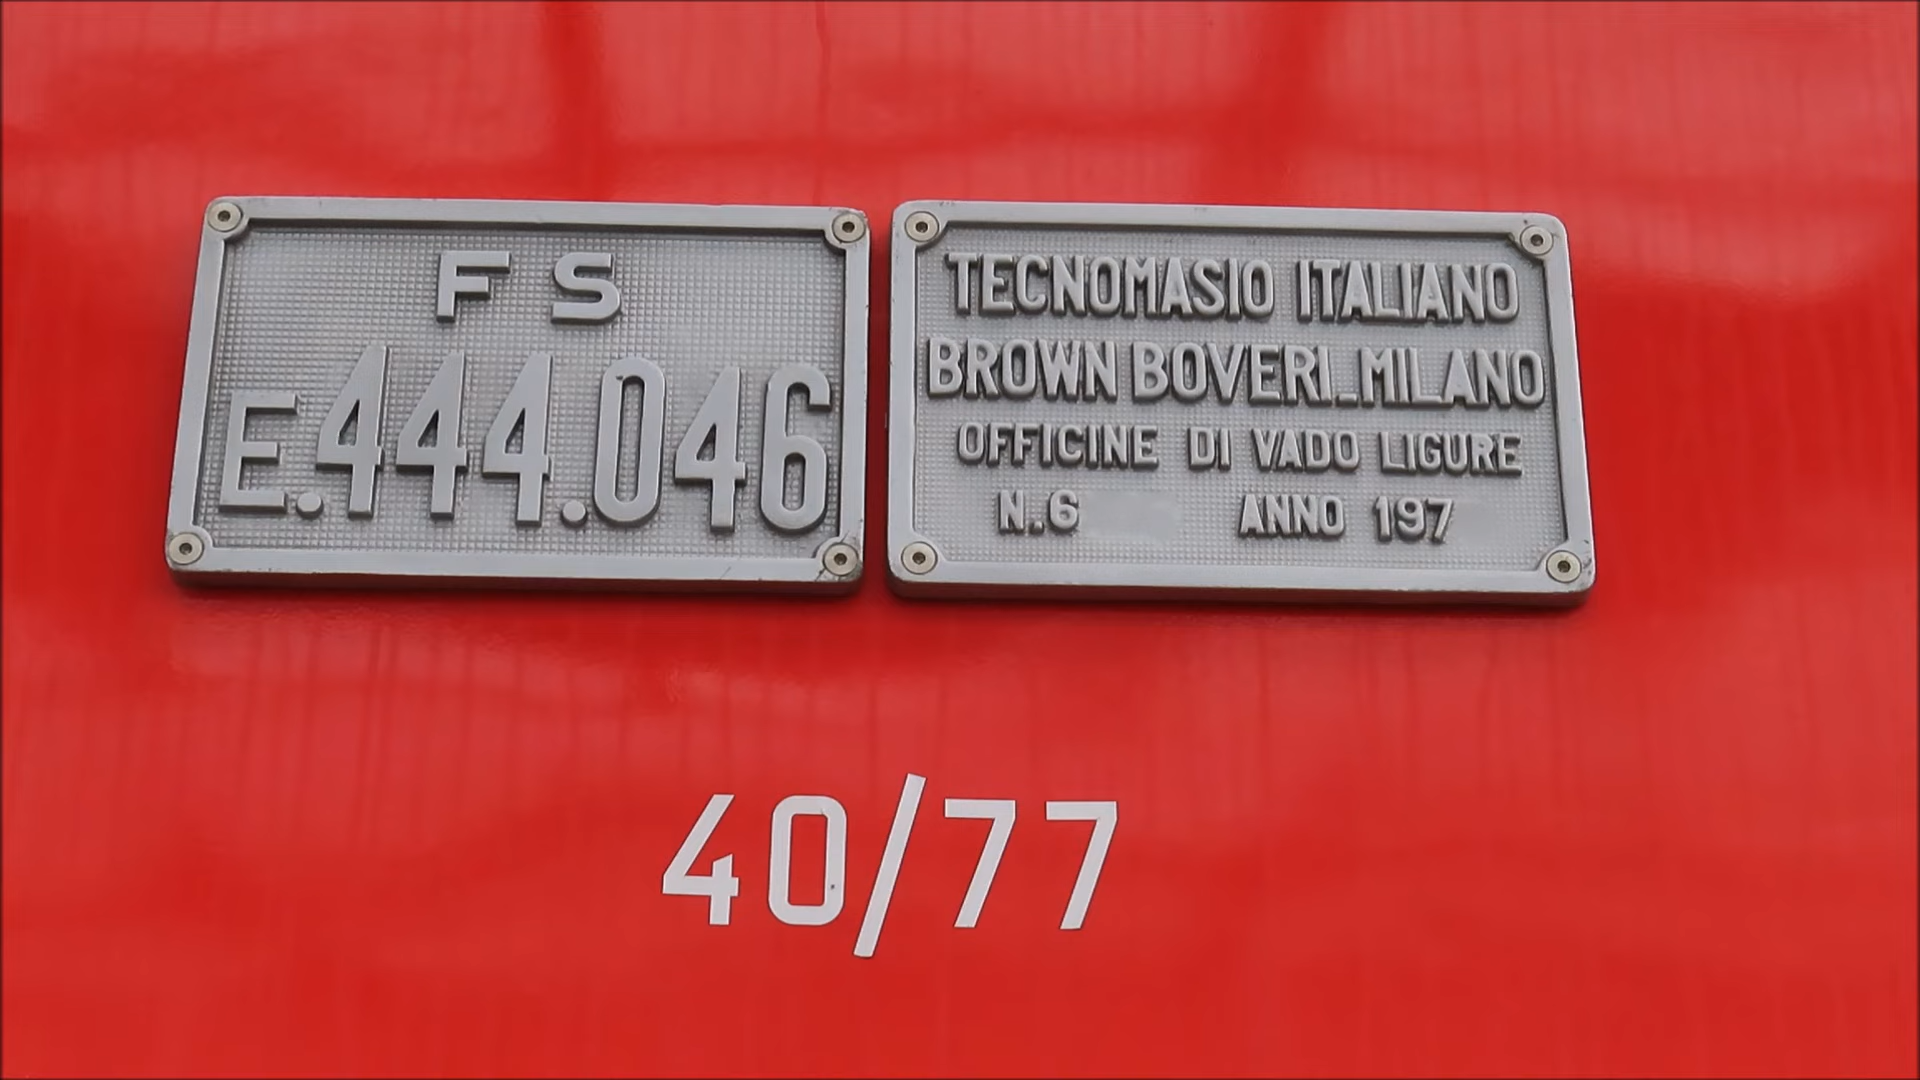 F S
E.444.046
TECNOMASIO ITALIANO
BROWN BOVERI_MILANO
OFFICINE DI VADO LIGURE
N.6 ANNO 197
40/77